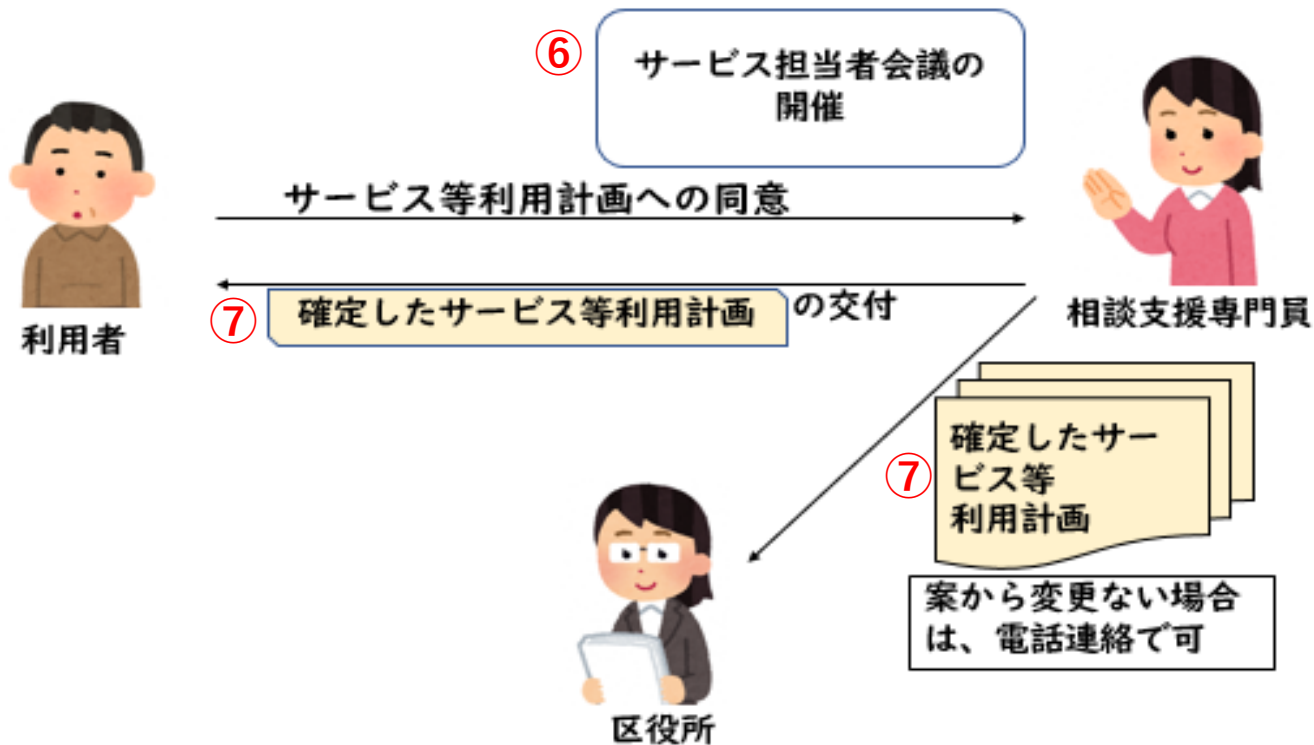 ⑥
サービス担当者会議の
開催
サービス等利用計画への同意
⑦
確定したサービス等利用計画
の交付
利用者
相談支援専門員
⑦
確定したサー
ビス等
利用計画
案から変更ない場合
は、電話連絡で可
区役所